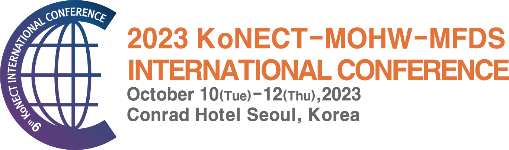 9th KoNECT INTERNATIONAL CONFERENCE
2023 KoNECT-MOHW-MFDS
INTERNATIONAL CONFERENCE
October 10(Tue)-12(Thu),2023
Conrad Hotel Seoul, Korea